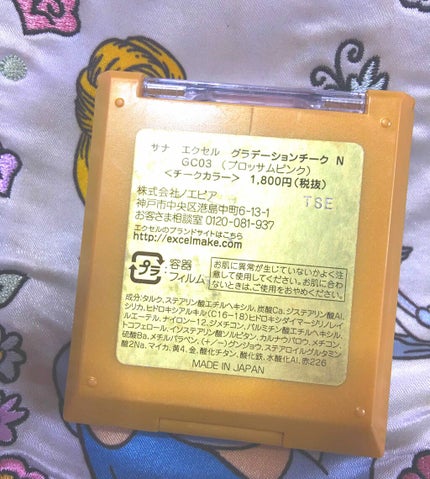 サナ エクセル グラデーションチーク N
GC03 (ブロッサムピンク)
<チークカラー> 1,800円(税抜)
TSE
株式会社ノエビア
神戸市中央区港島中町6-13-1
お客さま相談室 0120-081-937
エクセルのブランドサイトはこちら
http://excelmake.com
プラ
:容器
フィルム
お肌に異常が生じていないかよく注
意して使用してください。お肌に合わ
ないときは、ご使用をおやめください。
成分:タルク、ステアリン酸エチルヘキシル、炭酸Ca、ジステアリン酸Al、
シリカ、ヒドロキシアルキル(C16-18)ヒドロキシダイマージリノレイ
ルエーテル、ナイロン-12、ジメチコン、パルミチン酸エチルヘキシル、
トコフェロール、イソステアリン酸ソルビタン、カルナウバロウ、メチコン、
硫酸Ba、メチルパラベン、(+/-)グンジョウ、ステアロイルグルタミン
酸2Na、マイカ、黄4、金、酸化チタン、酸化鉄、水酸化Al、赤226
MADE IN JAPAN